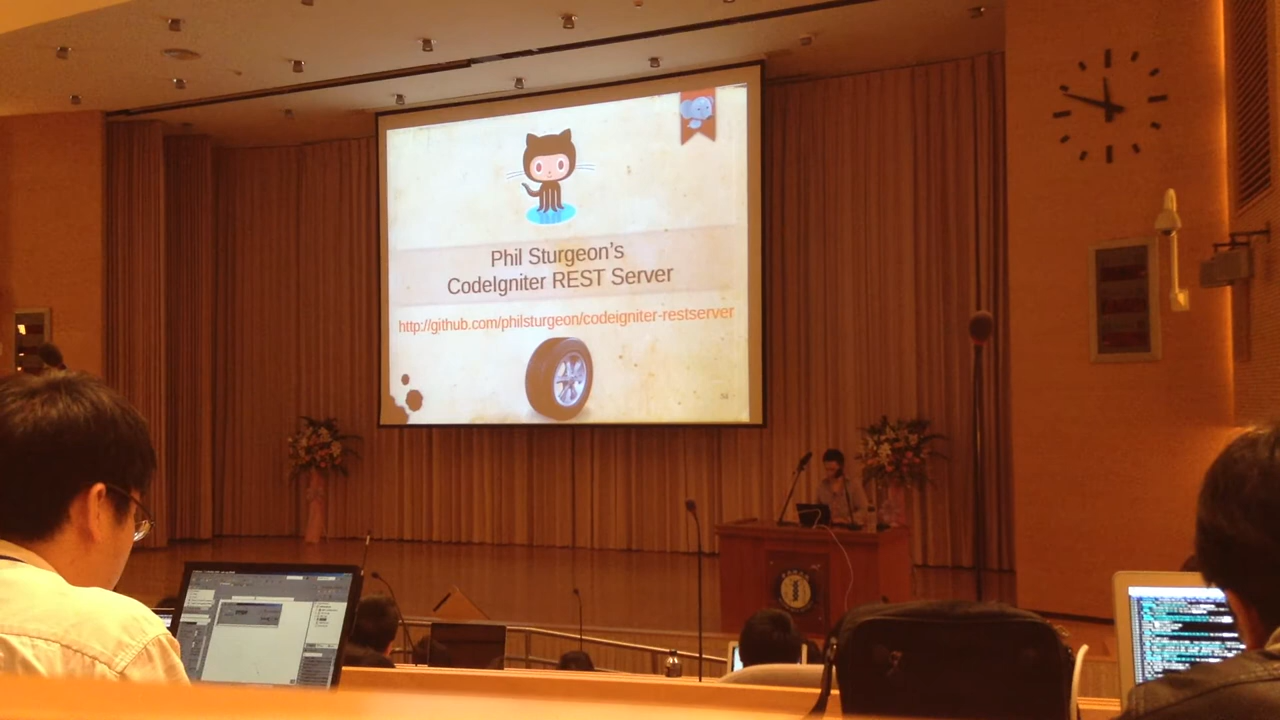 Phil Sturgeon's
CodeIgniter REST Server
http://github.com/philsturgeon/codeigniter-restserver